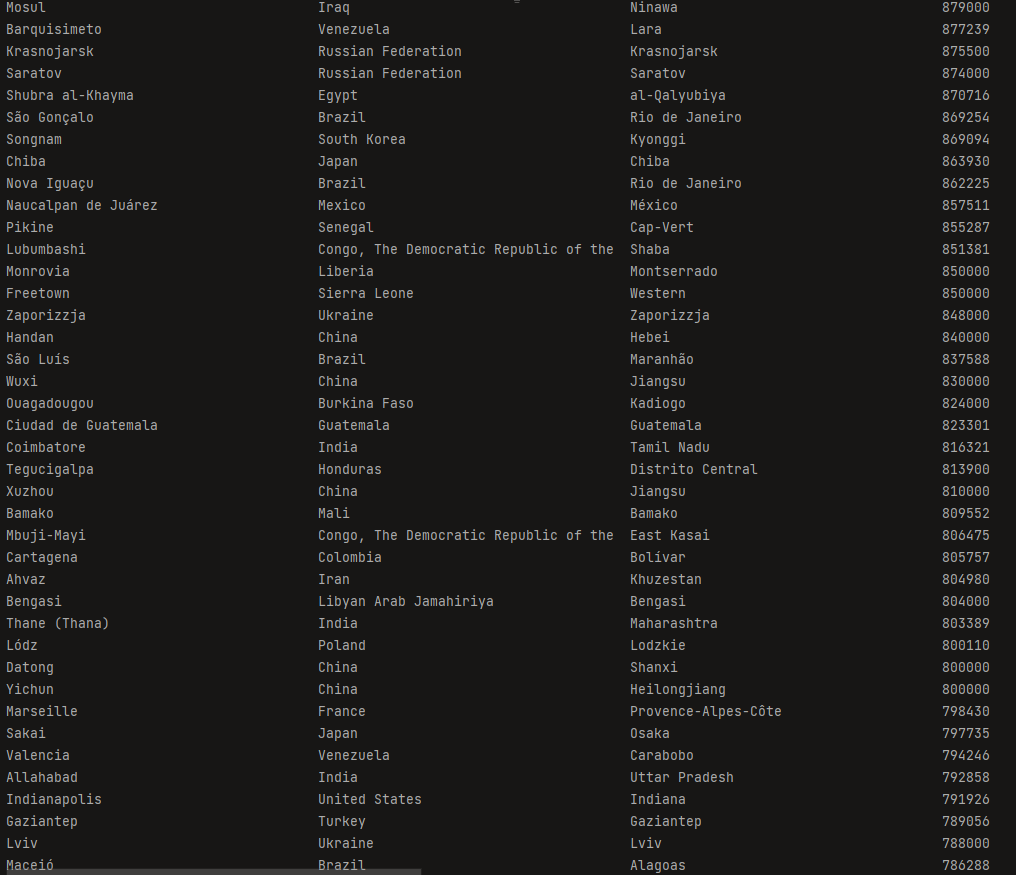 Mosul Iraq Ninawa 879000
Barquisimeto Venezuela Lara 877239
Krasnojarsk Russian Federation Krasnojarsk 875500
Saratov Russian Federation Saratov 874000
Shubra al-Khayma Egypt al-Qalyubiya 870716
São Gonçalo Brazil Rio de Janeiro 869254
Songnam South Korea Kyonggi 869094
Chiba Japan Chiba 863930
Nova Iguaçu Brazil Rio de Janeiro 862225
Naucalpan de Juárez Mexico México 857511
Pikine Senegal Cap-Vert 855287
Lubumbashi Congo, The Democratic Republic of the Shaba 851381
Monrovia Liberia Montserrado 850000
Freetown Sierra Leone Western 850000
Zaporizzja Ukraine Zaporizzja 848000
Handan China Hebei 840000
São Luís Brazil Maranhão 837588
Wuxi China Jiangsu 830000
Ouagadougou Burkina Faso Kadiogo 824000
Ciudad de Guatemala Guatemala Guatemala 823301
Coimbatore India Tamil Nadu 816321
Tegucigalpa Honduras Distrito Central 813900
Xuzhou China Jiangsu 810000
Bamako Mali Bamako 809552
Mbuji-Mayi Congo, The Democratic Republic of the East Kasai 806475
Cartagena Colombia Bolívar 805757
Ahvaz Iran Khuzestan 804980
Bengasi Libyan Arab Jamahiriya Bengasi 804000
Thane (Thana) India Maharashtra 803389
Lódz Poland Lodzkie 800110
Datong China Shanxi 800000
Yichun China Heilongjiang 800000
Marseille France Provence-Alpes-Côte 798430
Sakai Japan Osaka 797735
Valencia Venezuela Carabobo 794246
Allahabad India Uttar Pradesh 792858
Indianapolis United States Indiana 791926
Gaziantep Turkey Gaziantep 789056
Lviv Ukraine Lviv 788000
Maceió Brazil Alagoas 786288